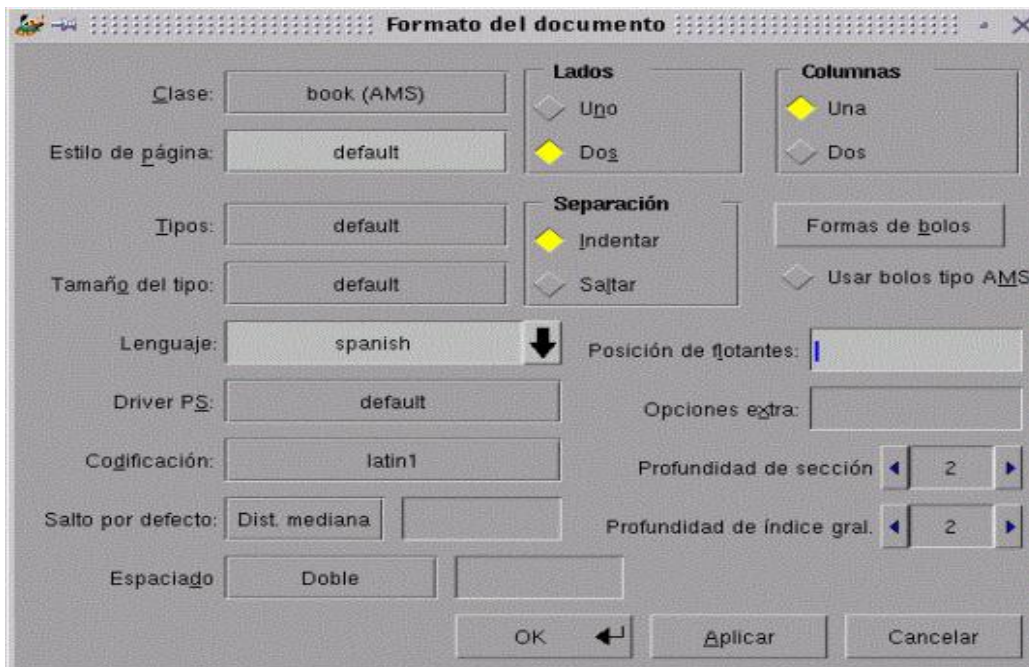 Formato del documento
Clase: book (AMS)
Estilo de página: default
Tipos: default
Tamaño del tipo: default
Lenguaje: spanish
Driver PS: default
Codificación: latin1
Salto por defecto: Dist. mediana
Espaciado Doble
Lados
Uno
Dos
Separación
Indentar
Saltar
Columnas
Una
Dos
Formas de bolos
Usar bolos tipo AMS
Posición de flotantes:
Opciones extra:
Profundidad de sección 2
Profundidad de índice gral. 2
OK Aplicar Cancelar